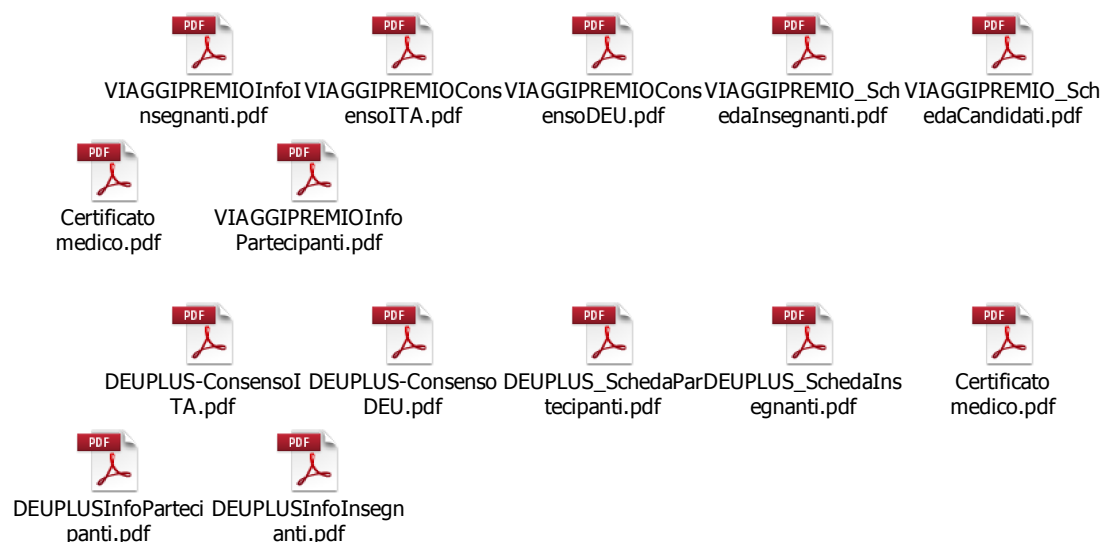 PDF PDF PDF PDF PDF
VIAGGIPREMIOInfoI VIAGGIPREMIOCons VIAGGIPREMIOCons VIAGGIPREMIO_Sch VIAGGIPREMIO_Sch
nsegnanti.pdf ensoITA.pdf ensoDEU.pdf edaInsegnanti.pdf edaCandidati.pdf
PDF PDF
Certificato VIAGGIPREMIOInfo
medico.pdf Partecipanti.pdf
PDF PDF PDF PDF PDF
DEUPLUS-ConsensoI DEUPLUS-Consenso DEUPLUS_SchedaPar DEUPLUS_SchedaIns Certificato
TA.pdf DEU.pdf tecipanti.pdf egnanti.pdf medico.pdf
PDF PDF
DEUPLUSInfoParteci DEUPLUSInfoInsegn
panti.pdf anti.pdf